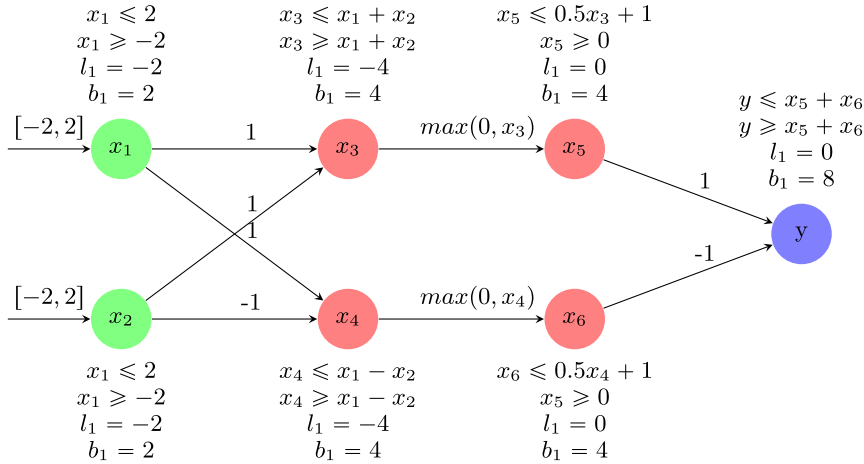 x₁ ⩽ 2
x₁ ⩾ −2
l₁ = −2
b₁ = 2
x₃ ⩽ x₁ + x₂
x₃ ⩾ x₁ + x₂
l₁ = −4
b₁ = 4
x₅ ⩽ 0.5x₃ + 1
x₅ ⩾ 0
l₁ = 0
b₁ = 4
y ⩽ x₅ + x₆
y ⩾ x₅ + x₆
l₁ = 0
b₁ = 8
[−2, 2]
x₁
1
x₃
max(0, x₃)
x₅
1
1
1
y
-1
[−2, 2]
x₂
-1
x₄
max(0, x₄)
x₆
x₁ ⩽ 2
x₁ ⩾ −2
l₁ = −2
b₁ = 2
x₄ ⩽ x₁ − x₂
x₄ ⩾ x₁ − x₂
l₁ = −4
b₁ = 4
x₆ ⩽ 0.5x₄ + 1
x₅ ⩾ 0
l₁ = 0
b₁ = 4